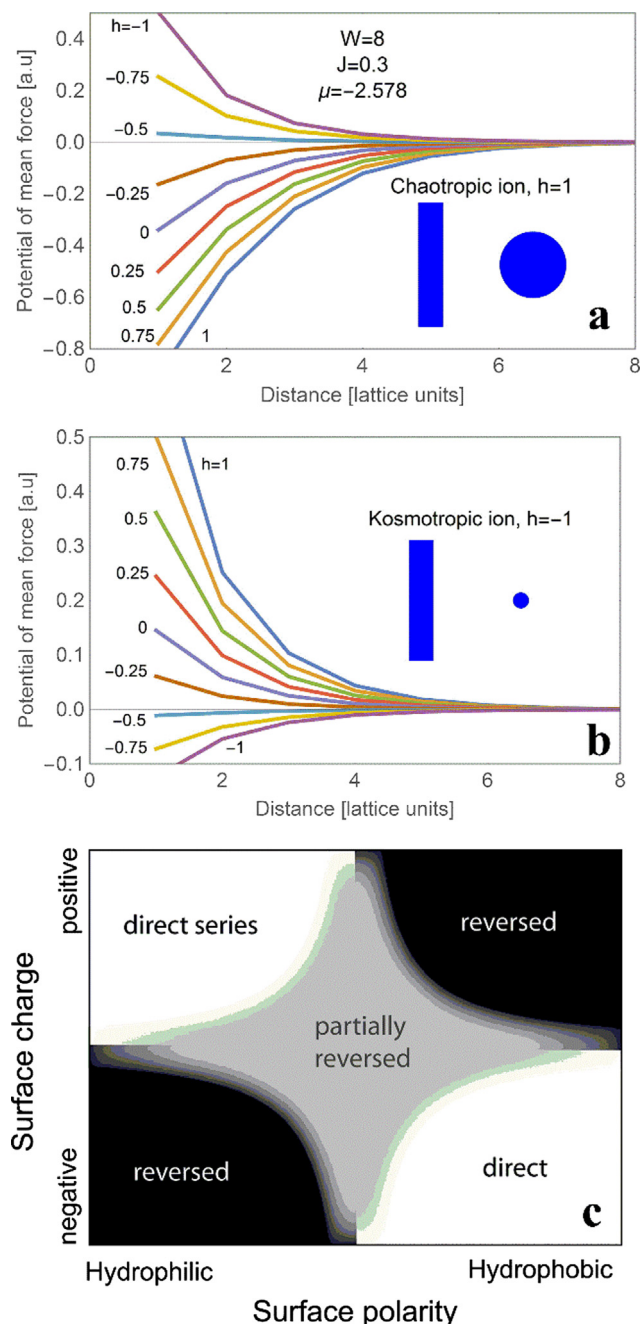 Potential of mean force [a.u]
0.4
0.2
0.0
−0.2
−0.4
−0.6
−0.8
h=−1
−0.75
−0.5
−0.25
0
0.25
0.5
0.75
1
W=8
J=0.3
μ=−2.578
Chaotropic ion, h=1
a
0 2 4 6 8
Distance [lattice units]
Potential of mean force [a.u]
0.5
0.4
0.3
0.2
0.1
0.0
−0.1
0.75
h=1
0.5
0.25
0
−0.25
−0.5
−0.75
−1
Kosmotropic ion, h=−1
b
0 2 4 6 8
Distance [lattice units]
Surface charge
positive
negative
direct series
reversed
partially
reversed
reversed
direct
c
Hydrophilic Hydrophobic
Surface polarity